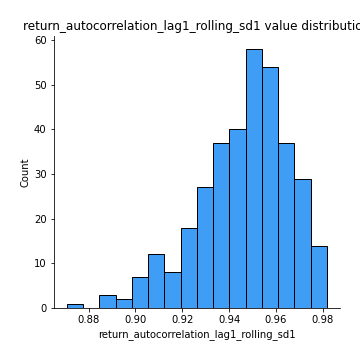 return_autocorrelation_lag1_rolling_sd1 value distributio
60
50
40
30
20
10
0
Count
0.88 0.90 0.92 0.94 0.96 0.98
return_autocorrelation_lag1_rolling_sd1